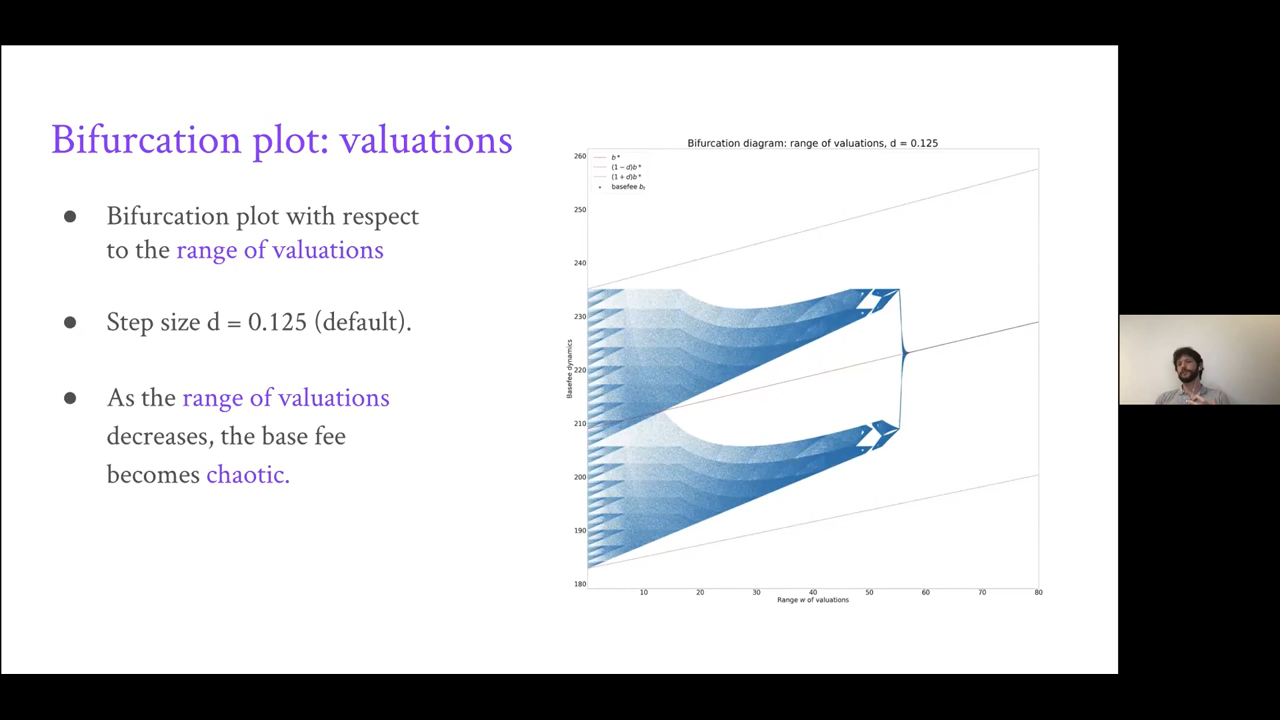 Bifurcation plot: valuations
● Bifurcation plot with respect
to the range of valuations
● Step size d = 0.125 (default).
● As the range of valuations
decreases, the base fee
becomes chaotic.
Bifurcation diagram: range of valuations, d = 0.125
b*
(1 − d)b*
(1 + d)b*
basefee bₜ
260
250
240
230
220
210
200
190
180
Basefee dynamics
10 20 30 40 50 60 70 80
Range w of valuations